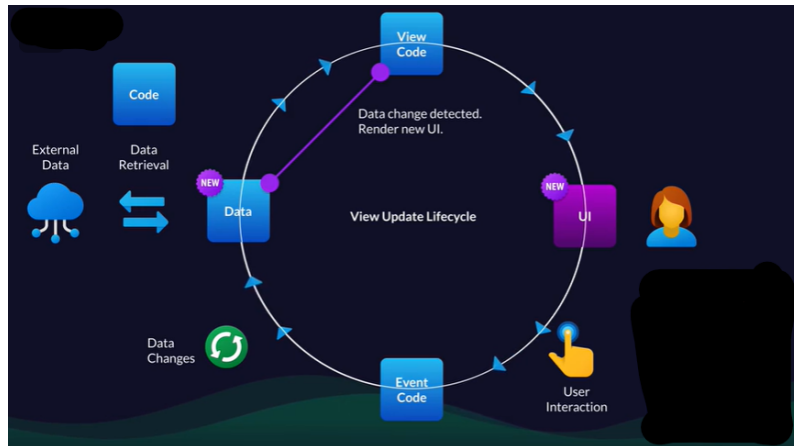 View
Code
Code
Data change detected.
Render new UI.
External
Data
Data
Retrieval
NEW
Data
View Update Lifecycle
NEW
UI
Data
Changes
Event
Code
User
Interaction